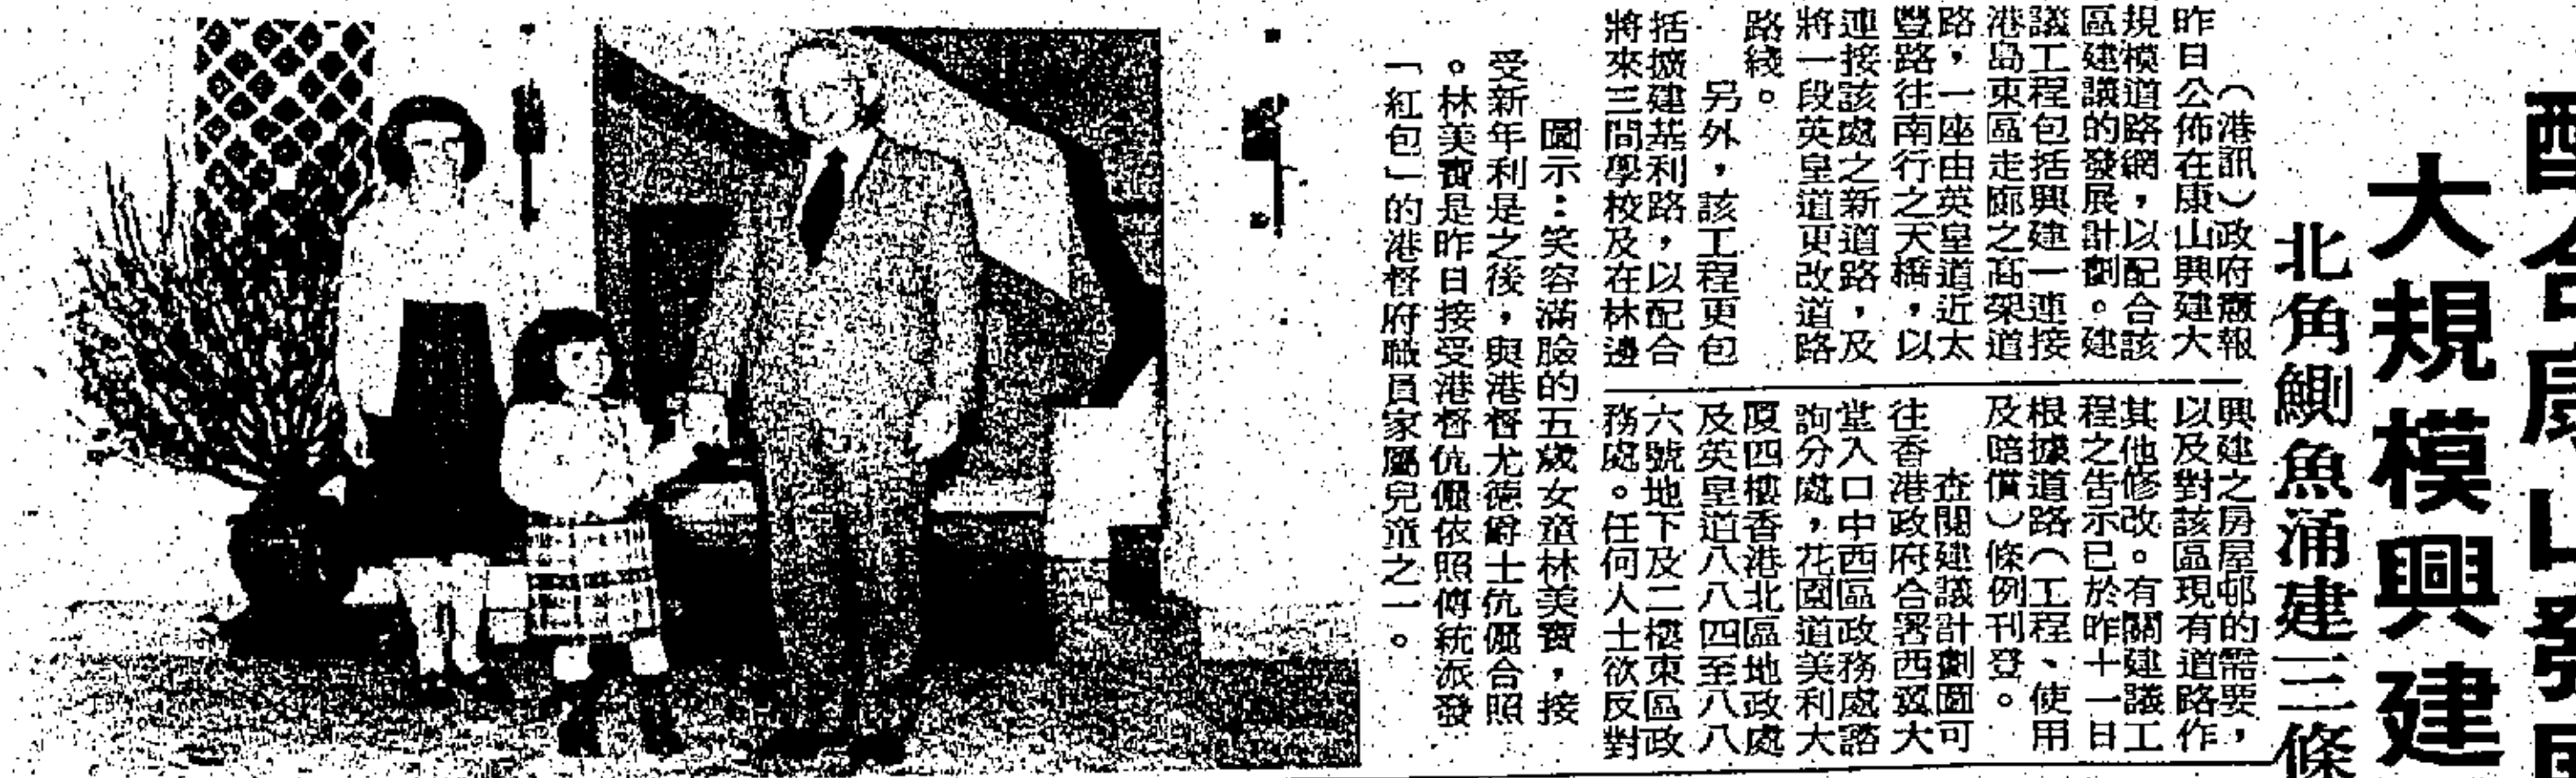 大規模興建
北角鰂魚涌建三條
（港訊）政府憲報
昨日公佈在康山興建大
規模道路網，以配合該
區建議的發展計劃。建
議工程包括興建一連接
港島東區走廊之高架道
路，一座由英皇道近太
豐路往南行之天橋，以
連接該處之新道路，及
將一段英皇道更改道路
路綫。
另外，該工程更包
括擴建基利路，以配合
將來三間學校及在林邊
興建之房屋邨的需要，
以及對該區現有道路作
其他修改。有關建議工
程之告示已於昨十一日
根據道路（工程、使用
及賠償）條例刊登。
查閱建議計劃圖可
往香港政府合署西翼大
堂入口中西區政務處諮
詢分處，花園道美利大
厦四樓香港北區地政處
及英皇道八八四至八八
六號地下及二樓東區政
務處。任何人士欲反對
圖示：笑容滿臉的五歲女童林美寶，接
受新年利是之後，與港督尤德爵士伉儷合照
。林美寶是昨日接受港督伉儷依照傳統派發
「紅包」的港督府職員家屬兒童之一。